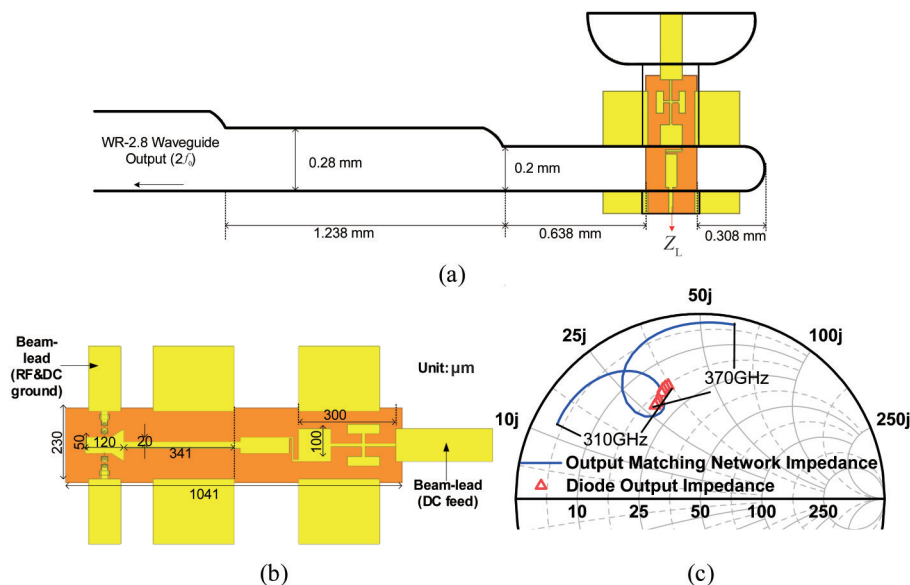 WR-2.8 Waveguide
Output (2f₀)
0.28 mm
0.2 mm
1.238 mm
0.638 mm
0.308 mm
Z_L
(a)
Beam-
lead
(RF&DC
ground)
Unit: μm
230
50
120
20
341
300
100
1041
Beam-lead
(DC feed)
(b)
50j
25j
100j
10j
250j
370GHz
310GHz
Output Matching Network Impedance
Diode Output Impedance
10
25
50
100
250
(c)